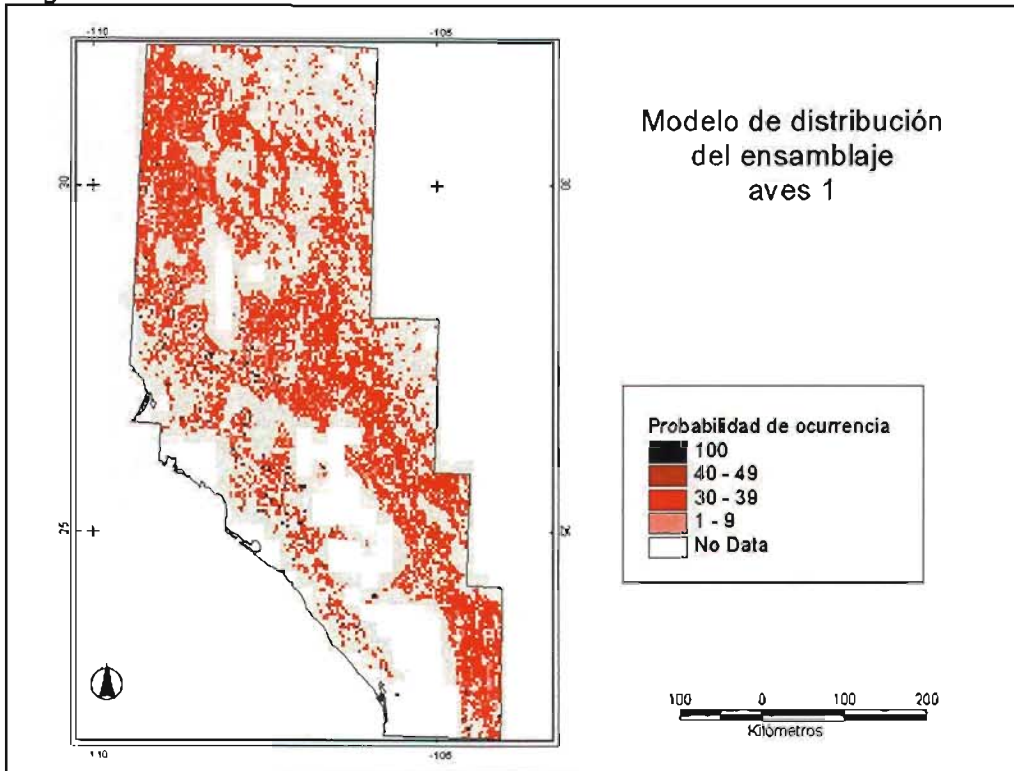 -110
-105
Modelo de distribución
del ensamblaje
aves 1
30
30
Probabilidad de ocurrencia
100
40 - 49
30 - 39
1 - 9
No Data
25
25
100 0 100 200
Kilómetros
-110
-105